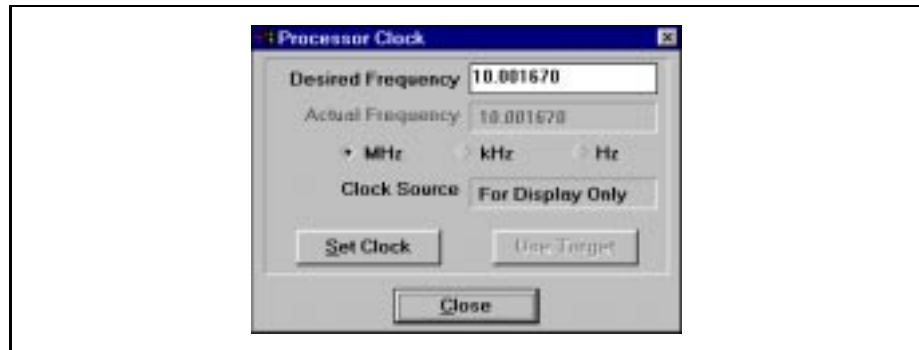 Processor Clock
Desired Frequency 10.001670
Actual Frequency 10.001670
MHz kHz Hz
Clock Source For Display Only
Set Clock Use Target
Close